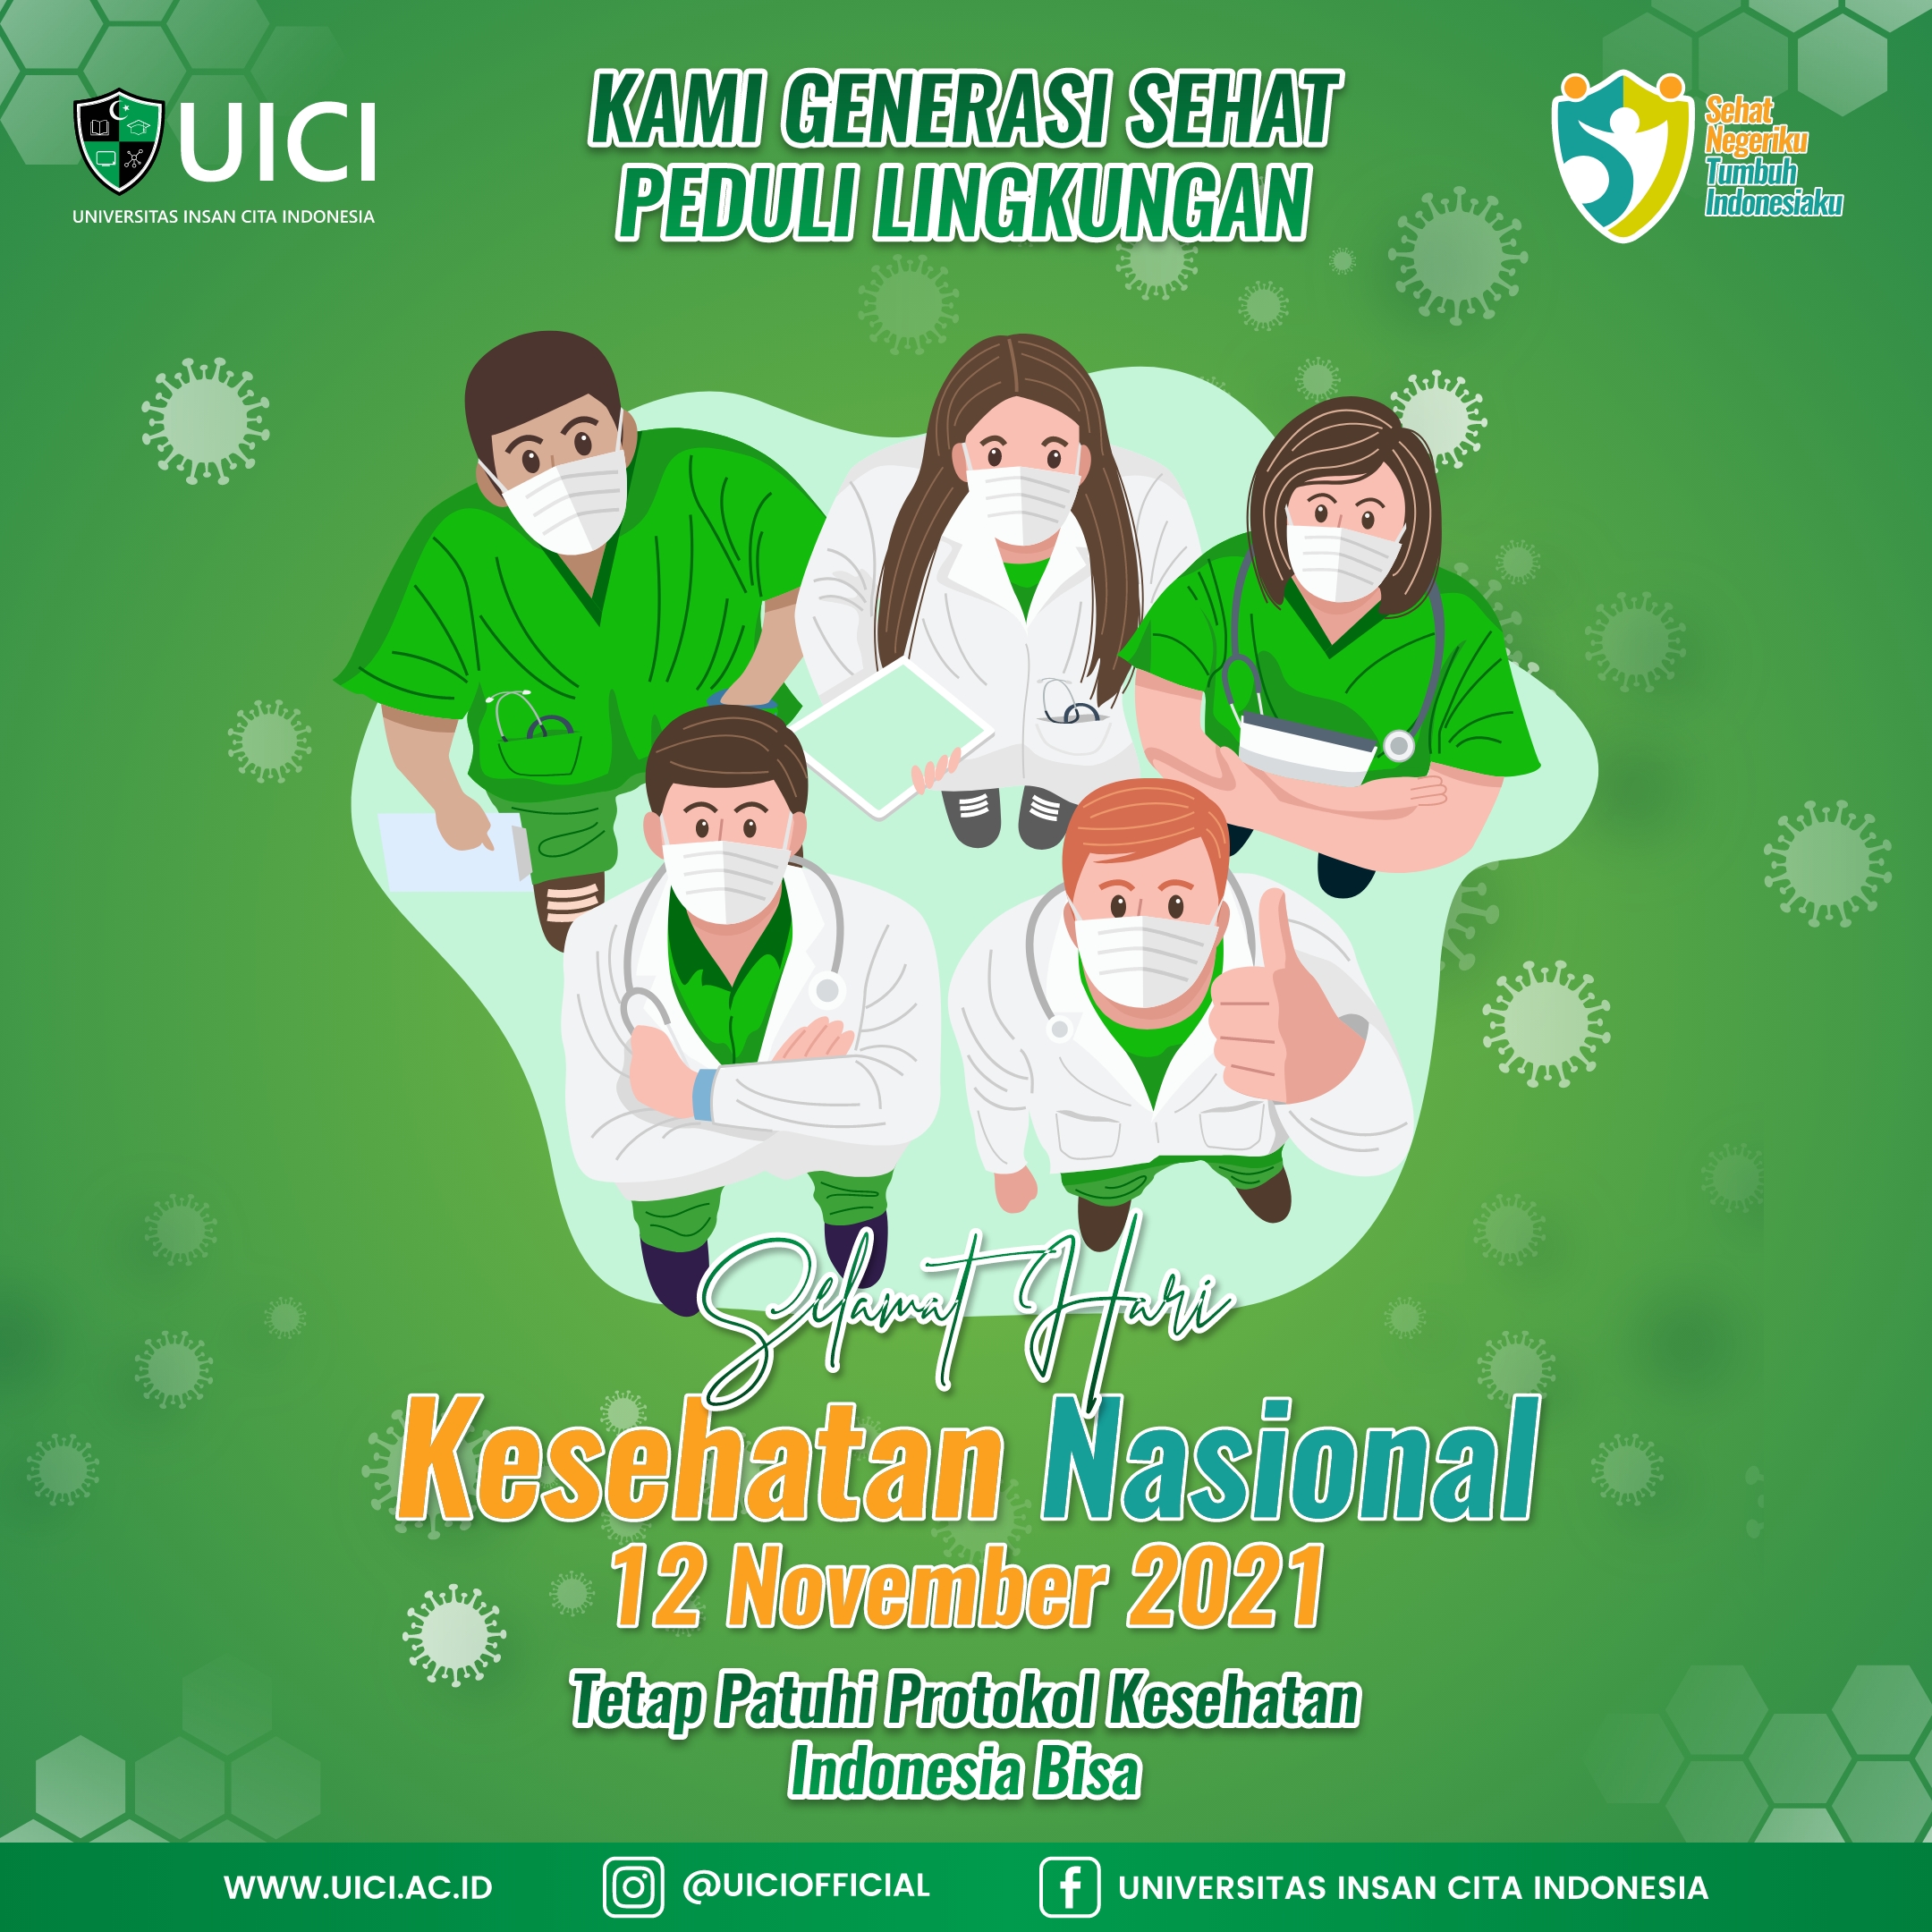 UICI
UNIVERSITAS INSAN CITA INDONESIA
KAMI GENERASI SEHAT
PEDULI LINGKUNGAN
Sehat
Negeriku
Tumbuh
Indonesiaku
Selamat Hari
Kesehatan Nasional
12 November 2021
Tetap Patuhi Protokol Kesehatan
Indonesia Bisa
WWW.UICI.AC.ID
@UICIOFFICIAL
UNIVERSITAS INSAN CITA INDONESIA